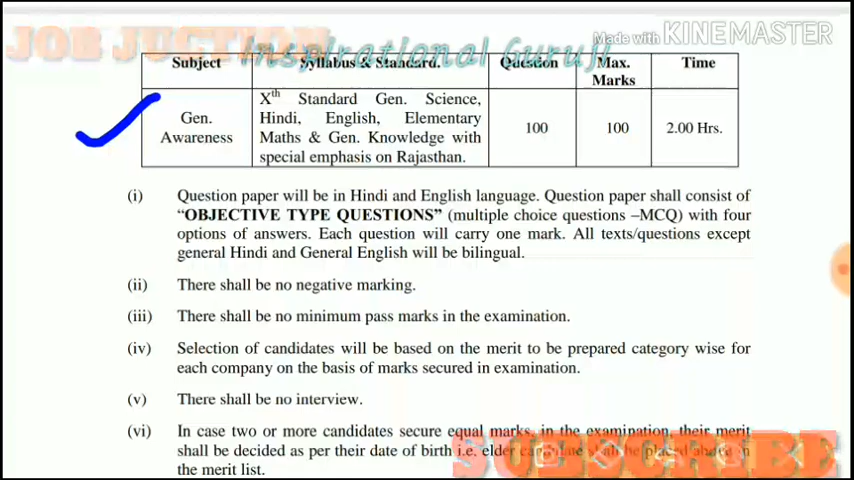 JOB JUCTION
Inspirational Guruji
Made with KINEMASTER
Subject Syllabus & Standard. Question Max. Marks Time
Gen. Awareness
Xth Standard Gen. Science,
Hindi, English, Elementary
Maths & Gen. Knowledge with
special emphasis on Rajasthan.
100 100 2.00 Hrs.
(i) Question paper will be in Hindi and English language. Question paper shall consist of
“OBJECTIVE TYPE QUESTIONS” (multiple choice questions –MCQ) with four
options of answers. Each question will carry one mark. All texts/questions except
general Hindi and General English will be bilingual.
(ii) There shall be no negative marking.
(iii) There shall be no minimum pass marks in the examination.
(iv) Selection of candidates will be based on the merit to be prepared category wise for
each company on the basis of marks secured in examination.
(v) There shall be no interview.
(vi) In case two or more candidates secure equal marks, in the examination, their merit
shall be decided as per their date of birth i.e. elder candidate shall be placed above in
the merit list.
SUBSCRIBE